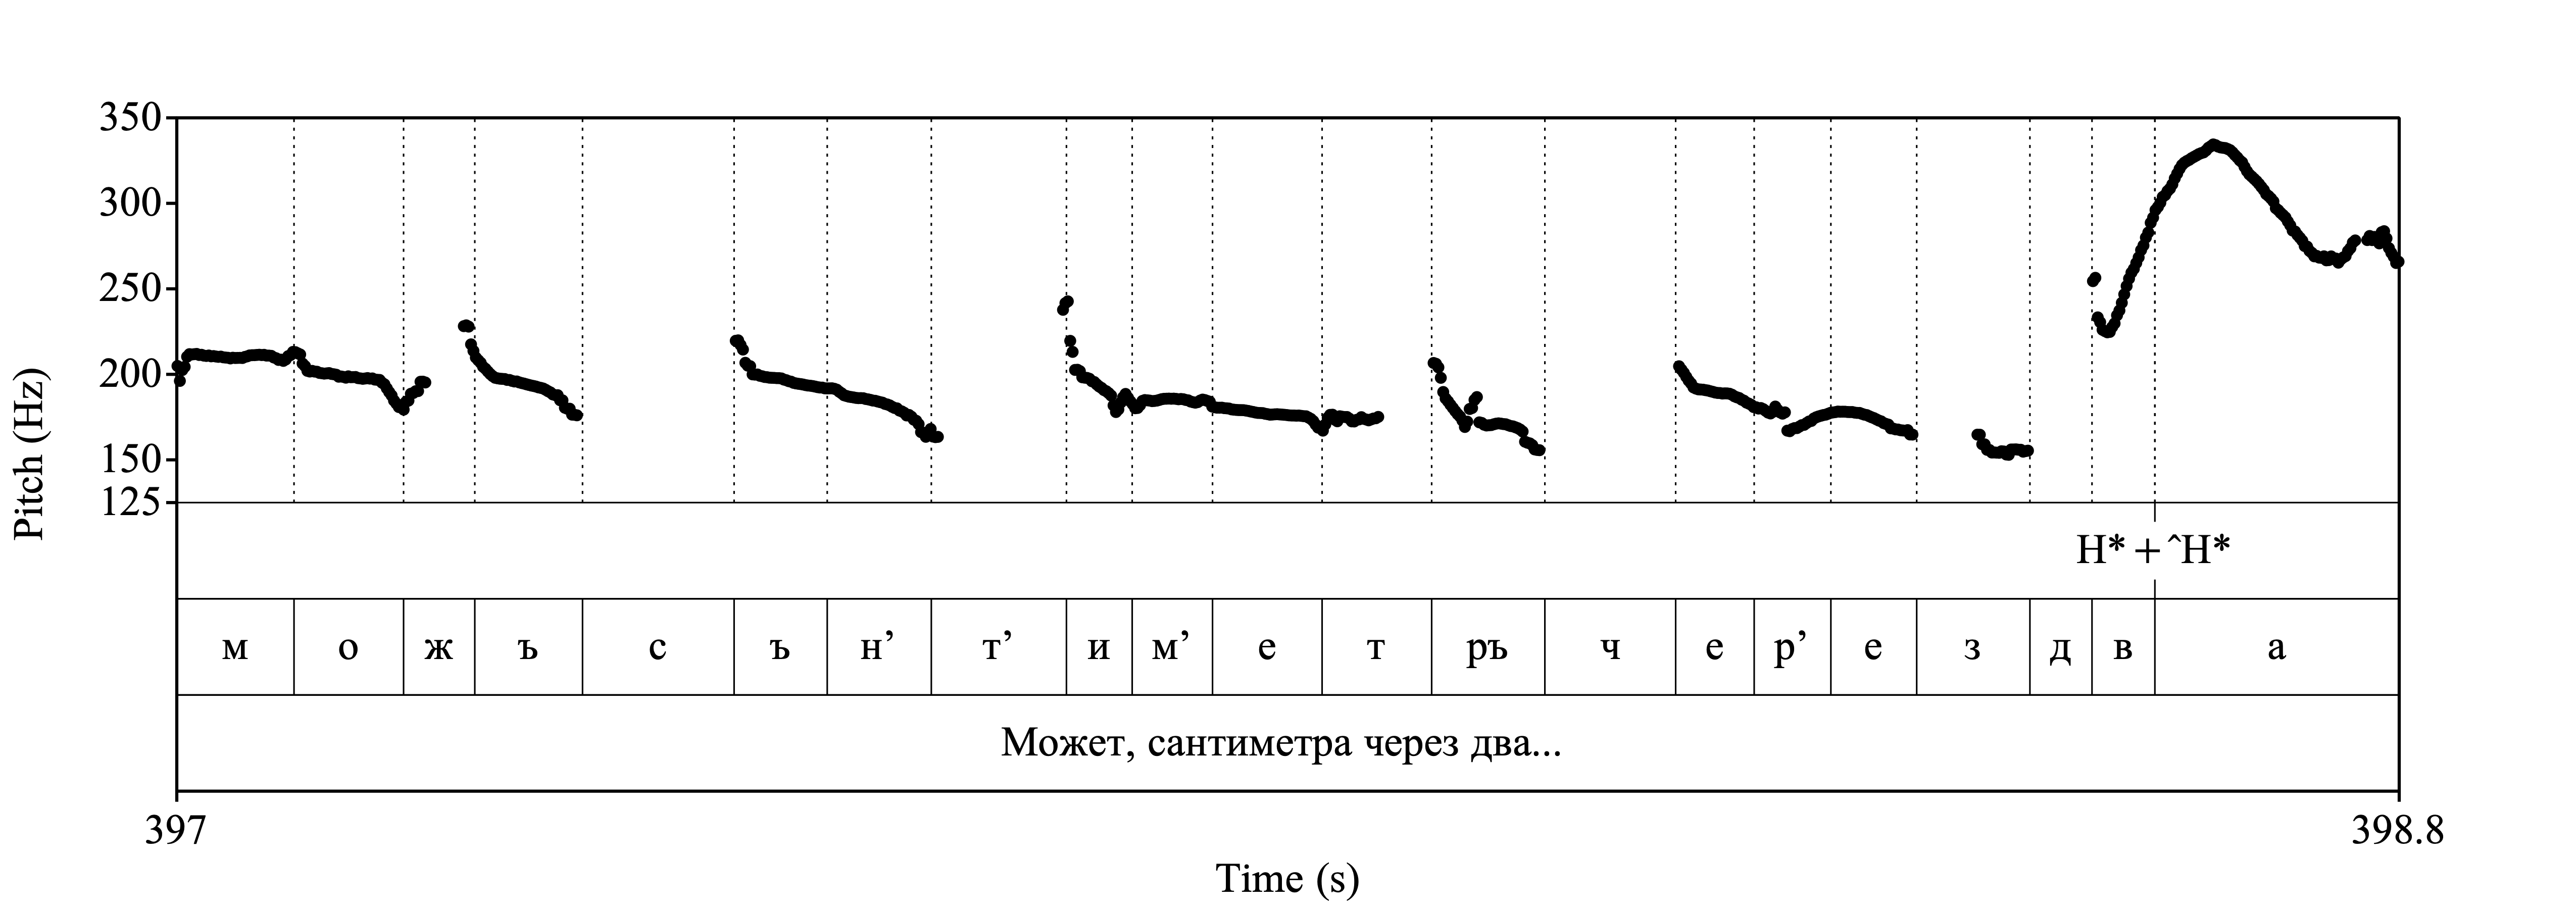 350
300
250
200
150
125
Pitch (Hz)
H* + ^H*
м о ж ъ с ъ н’ т’ и м’ е т ръ ч е р’ е з д в а
Может, сантиметра через два...
397 398.8
Time (s)